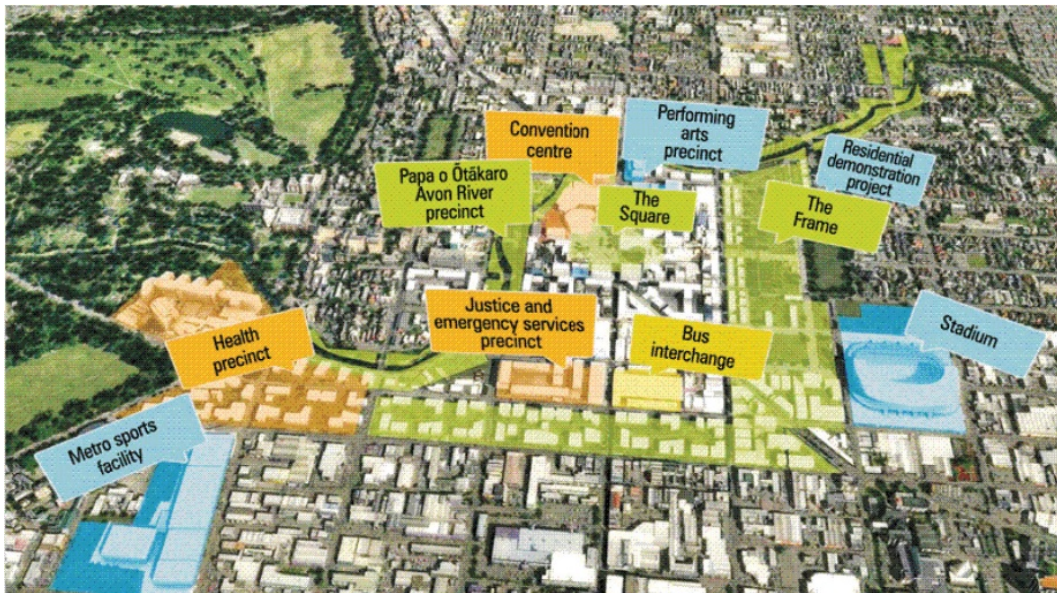 Convention
centre
Performing
arts
precinct
Residential
demonstration
project
Papa o Ōtākaro
Avon River
precinct
The
Square
The
Frame
Health
precinct
Justice and
emergency services
precinct
Bus
interchange
Stadium
Metro sports
facility